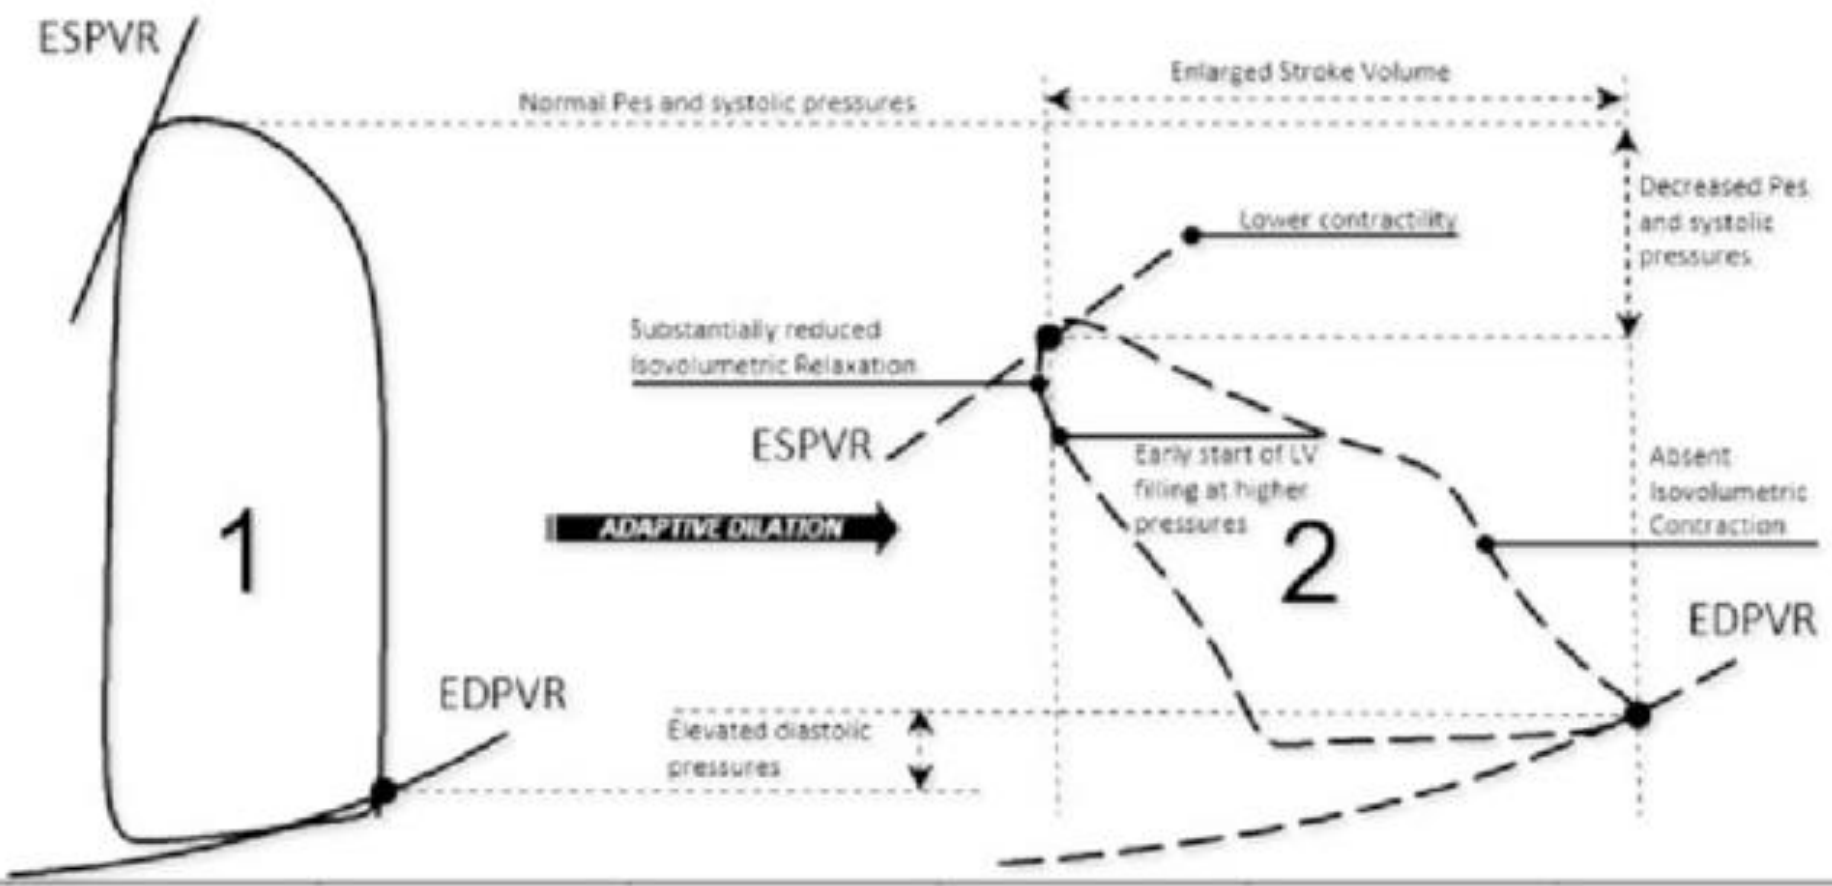 ESPVR
Enlarged Stroke Volume
Normal Pes and systolic pressures
Decreased Pes
and systolic
pressures
Lower contractility
Substantially reduced
Isovolumetric Relaxation
ESPVR
Early start of LV
filling at higher
pressures
Absent
Isovolumetric
Contraction
1
ADAPTIVE DILATION
2
EDPVR
EDPVR
Elevated diastolic
pressures